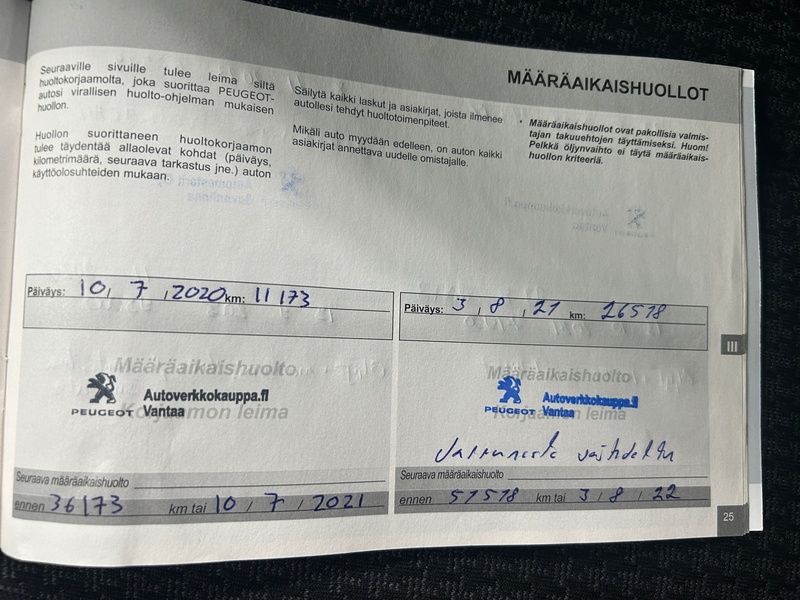 MÄÄRÄAIKAISHUOLLOT
Seuraaville sivuille tulee leima siltä
huoltokorjaamolta, joka suorittaa PEUGEOT-
autosi virallisen huolto-ohjelman mukaisen
huollon.
Huollon suorittaneen huoltokorjaamon
tulee täydentää allaolevat kohdat (päiväys,
kilometrimäärä, seuraava tarkastus jne.) auton
käyttöolosuhteiden mukaan.
Säilytä kaikki laskut ja asiakirjat, joista ilmenee
autollesi tehdyt huoltotoimenpiteet.
Mikäli auto myydään edelleen, on auton kaikki
asiakirjat annettava uudelle omistajalle.
• Määräaikaishuollot ovat pakollisia valmis-
tajan takuuehtojen täyttämiseksi. Huom!
Pelkkä öljynvaihto ei täytä määräaikais-
huollon kriteeriä.
Päiväys: 10, 7, 2020 km: 11173
Määräaikaishuolto
Autoverkkokauppa.fi
PEUGEOT Vantaa
Korjaamon leima
Seuraava määräaikaishuolto
ennen 36173 km tai 10 / 7 / 2021
Päiväys: 3, 8, 21 km: 26518
Määräaikaishuolto
Autoverkkokauppa.fi
PEUGEOT Vantaa
Korjaamon leima
Jarruneste vaihdettu
Seuraava määräaikaishuolto
ennen 51518 km tai 3 / 8 / 22
III
25